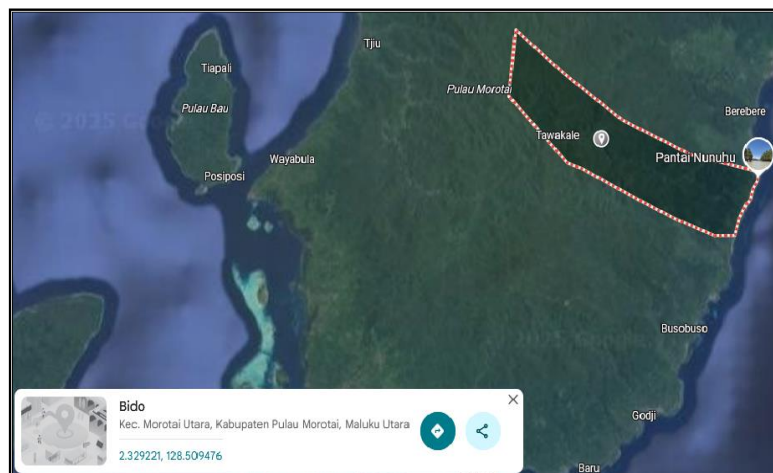 Tjiu
Tiapali
Pulau Morotai
Pulau Bau
Berebere
Tawakale
Wayabula
Pantai Nunuhu
Posiposi
Busobuso
Bido
Kec. Morotai Utara, Kabupaten Pulau Morotai, Maluku Utara
Godji
2.329221, 128.509476
Baru